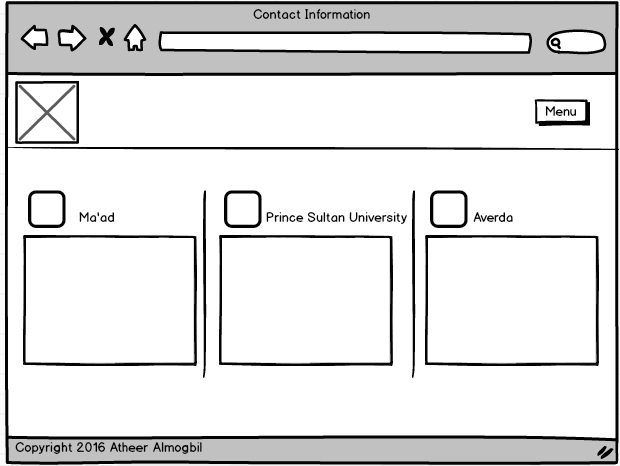 Contact Information
Menu
Ma'ad
Prince Sultan University
Averda
Copyright 2016 Atheer Almogbil